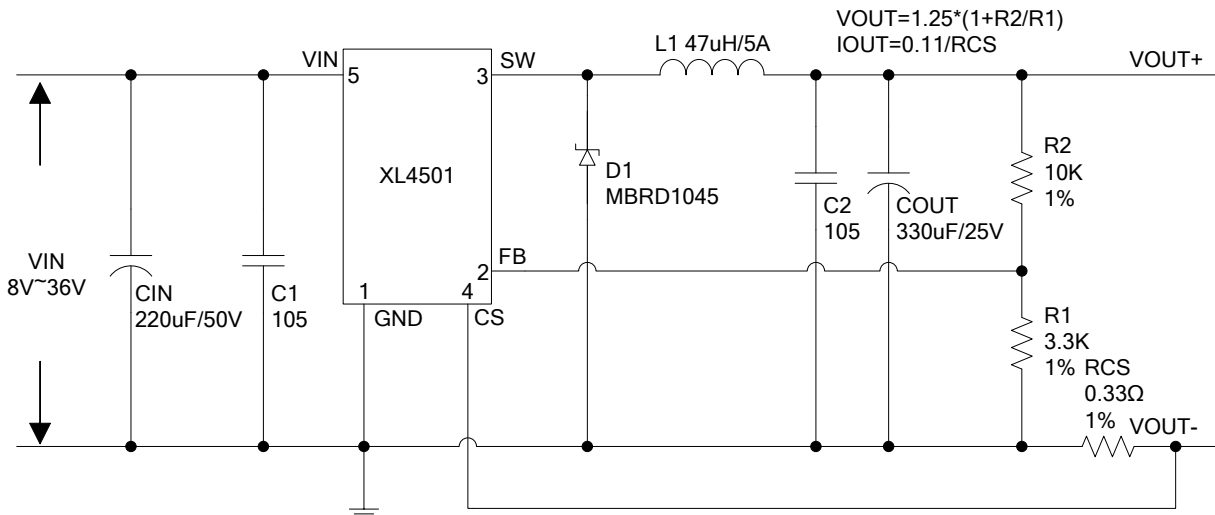 VOUT=1.25*(1+R2/R1)
IOUT=0.11/RCS
L1 47uH/5A
VIN
5
3
SW
VOUT+
XL4501
D1
MBRD1045
R2
10K
1%
C2
105
COUT
330uF/25V
VIN
8V~36V
CIN
220uF/50V
C1
105
2
FB
1
GND
4
CS
R1
3.3K
1%
RCS
0.33Ω
1%
VOUT-